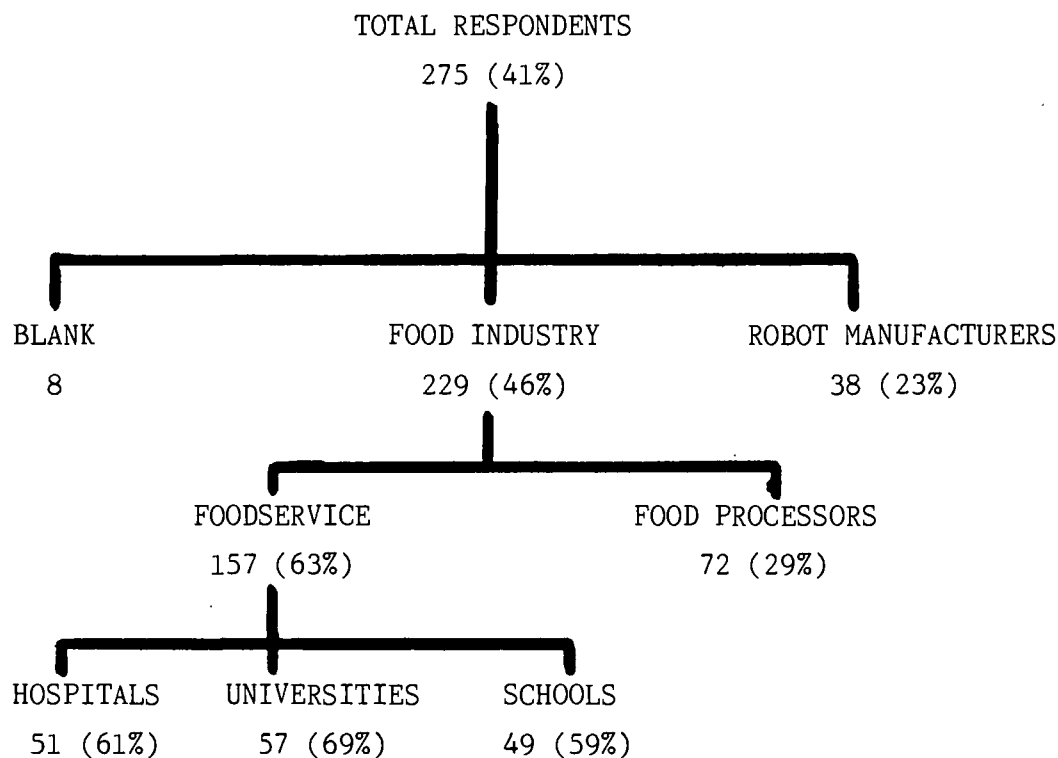 TOTAL RESPONDENTS
275 (41%)
BLANK FOOD INDUSTRY ROBOT MANUFACTURERS
8 229 (46%) 38 (23%)
FOODSERVICE FOOD PROCESSORS
157 (63%) 72 (29%)
HOSPITALS UNIVERSITIES SCHOOLS
51 (61%) 57 (69%) 49 (59%)